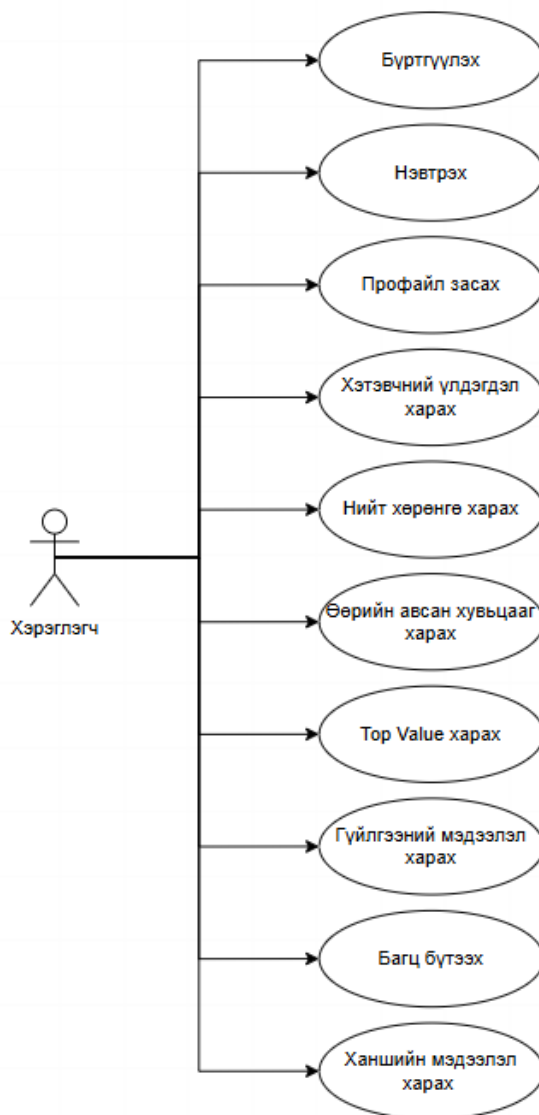 Бүртгүүлэх
Нэвтрэх
Профайл засах
Хэтэвчний үлдэгдэл
харах
Нийт хөрөнгө харах
Хэрэглэгч
Өөрийн авсан хувьцааг
харах
Top Value харах
Гүйлгээний мэдээлэл
харах
Багц бүтээх
Ханшийн мэдээлэл
харах